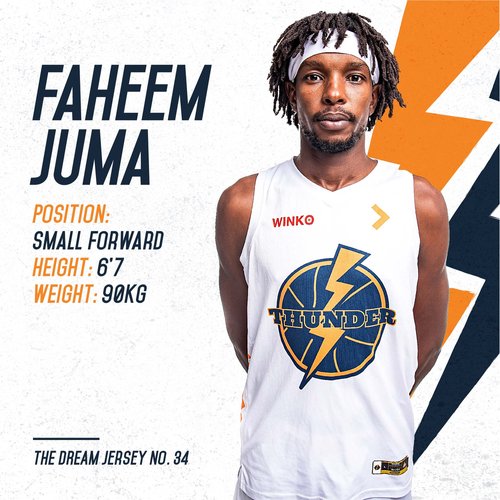 FAHEEM
JUMA
POSITION:
SMALL FORWARD
HEIGHT: 6'7
WEIGHT: 90KG
THE DREAM JERSEY NO. 34
WINKO
THUNDER